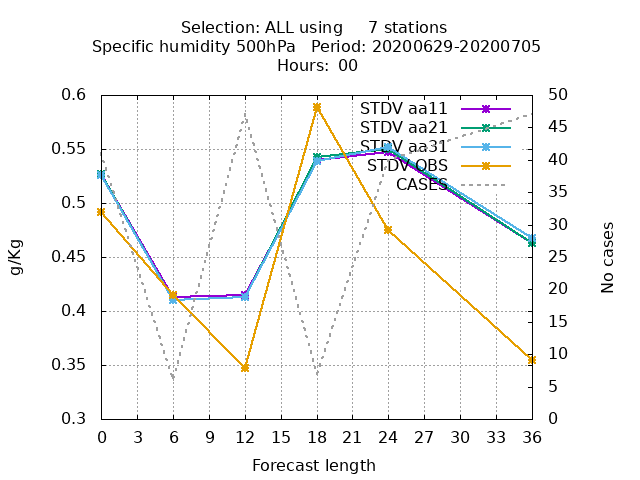 Selection: ALL using 7 stations
Specific humidity 500hPa Period: 20200629-20200705
Hours: 00
STDV aa11
STDV aa21
STDV aa31
STDV OBS
CASES
g/Kg
0.6
0.55
0.5
0.45
0.4
0.35
0.3
50
45
40
35
30
25
20
15
10
5
0
No cases
0 3 6 9 12 15 18 21 24 27 30 33 36
Forecast length